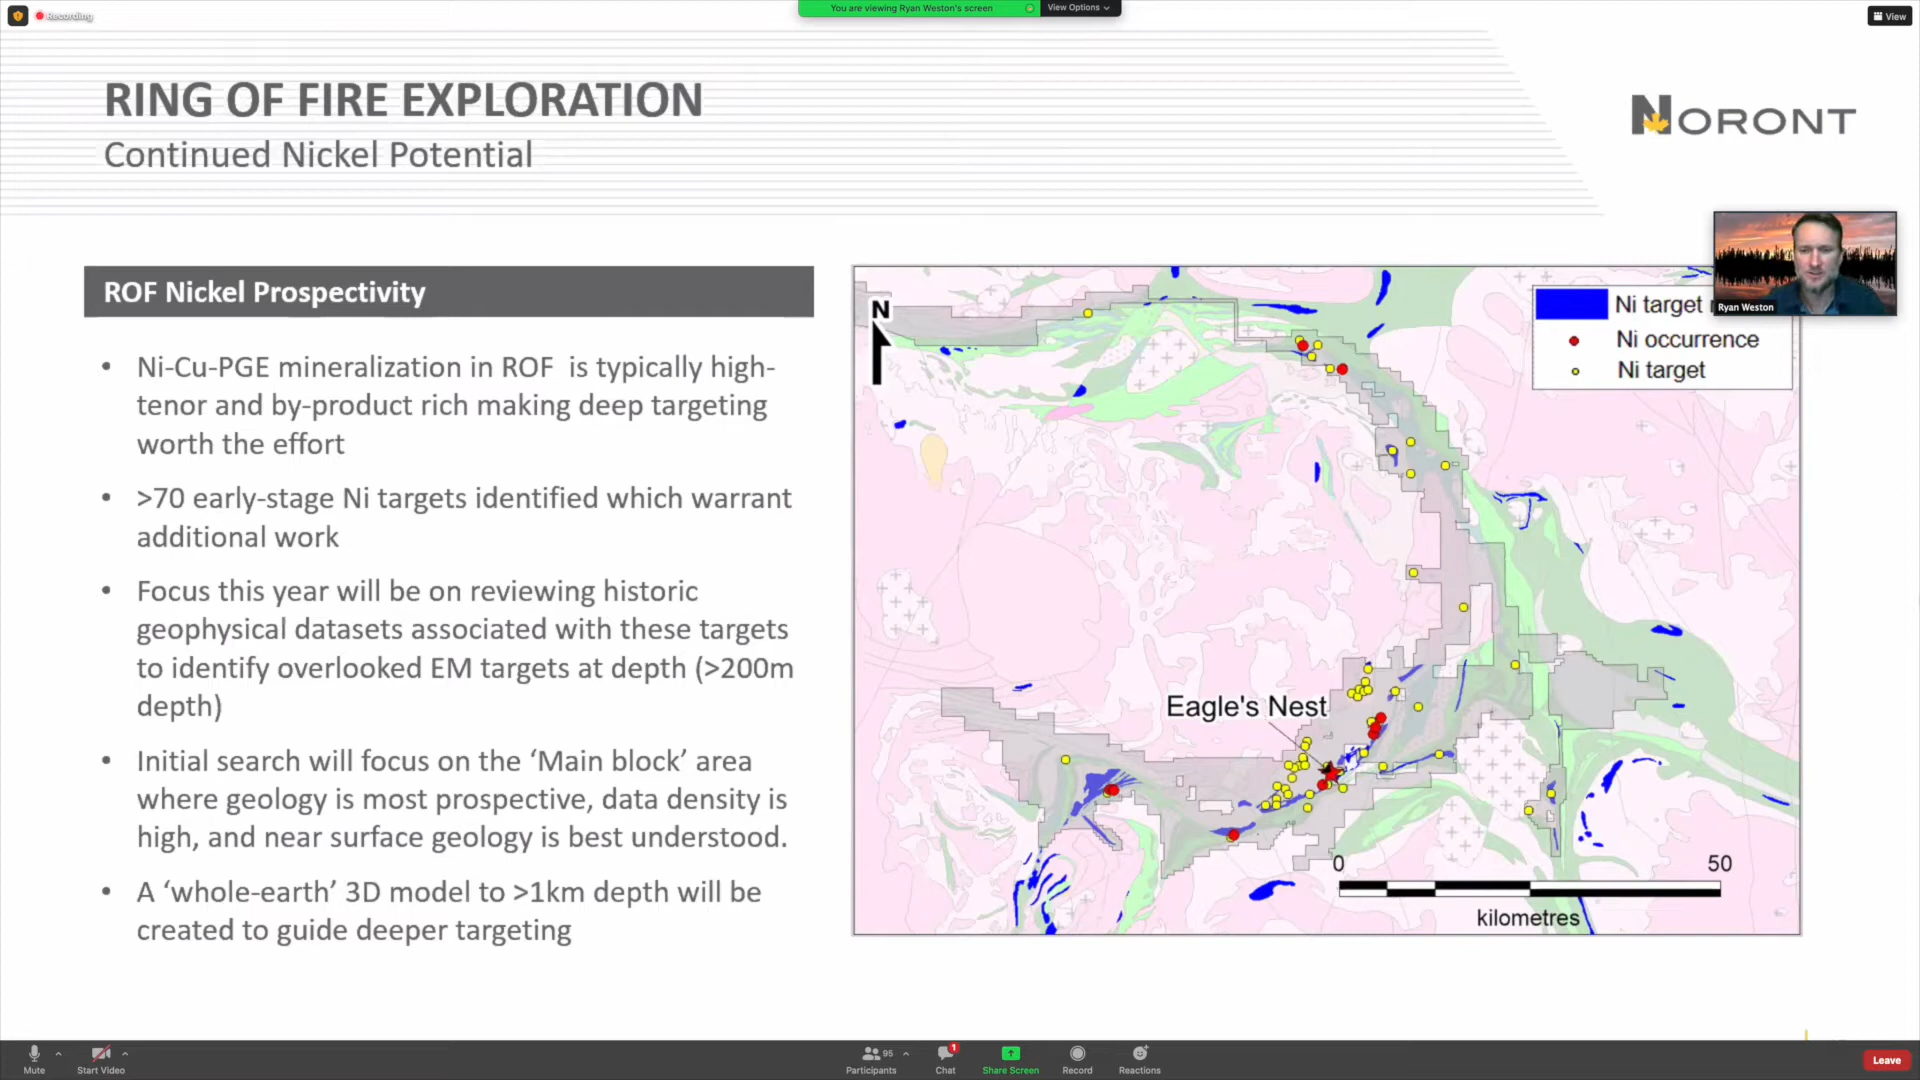 Recording
You are viewing Ryan Weston's screen
View Options
View
RING OF FIRE EXPLORATION
Continued Nickel Potential
NORONT
ROF Nickel Prospectivity
• Ni-Cu-PGE mineralization in ROF is typically high-
tenor and by-product rich making deep targeting
worth the effort
• >70 early-stage Ni targets identified which warrant
additional work
• Focus this year will be on reviewing historic
geophysical datasets associated with these targets
to identify overlooked EM targets at depth (>200m
depth)
• Initial search will focus on the ‘Main block’ area
where geology is most prospective, data density is
high, and near surface geology is best understood.
• A ‘whole-earth’ 3D model to >1km depth will be
created to guide deeper targeting
N
Ni target
Ni occurrence
Ni target
Ryan Weston
Eagle's Nest
0 50
kilometres
Mute
Start Video
95
Participants
1
Chat
Share Screen
Record
Reactions
Leave